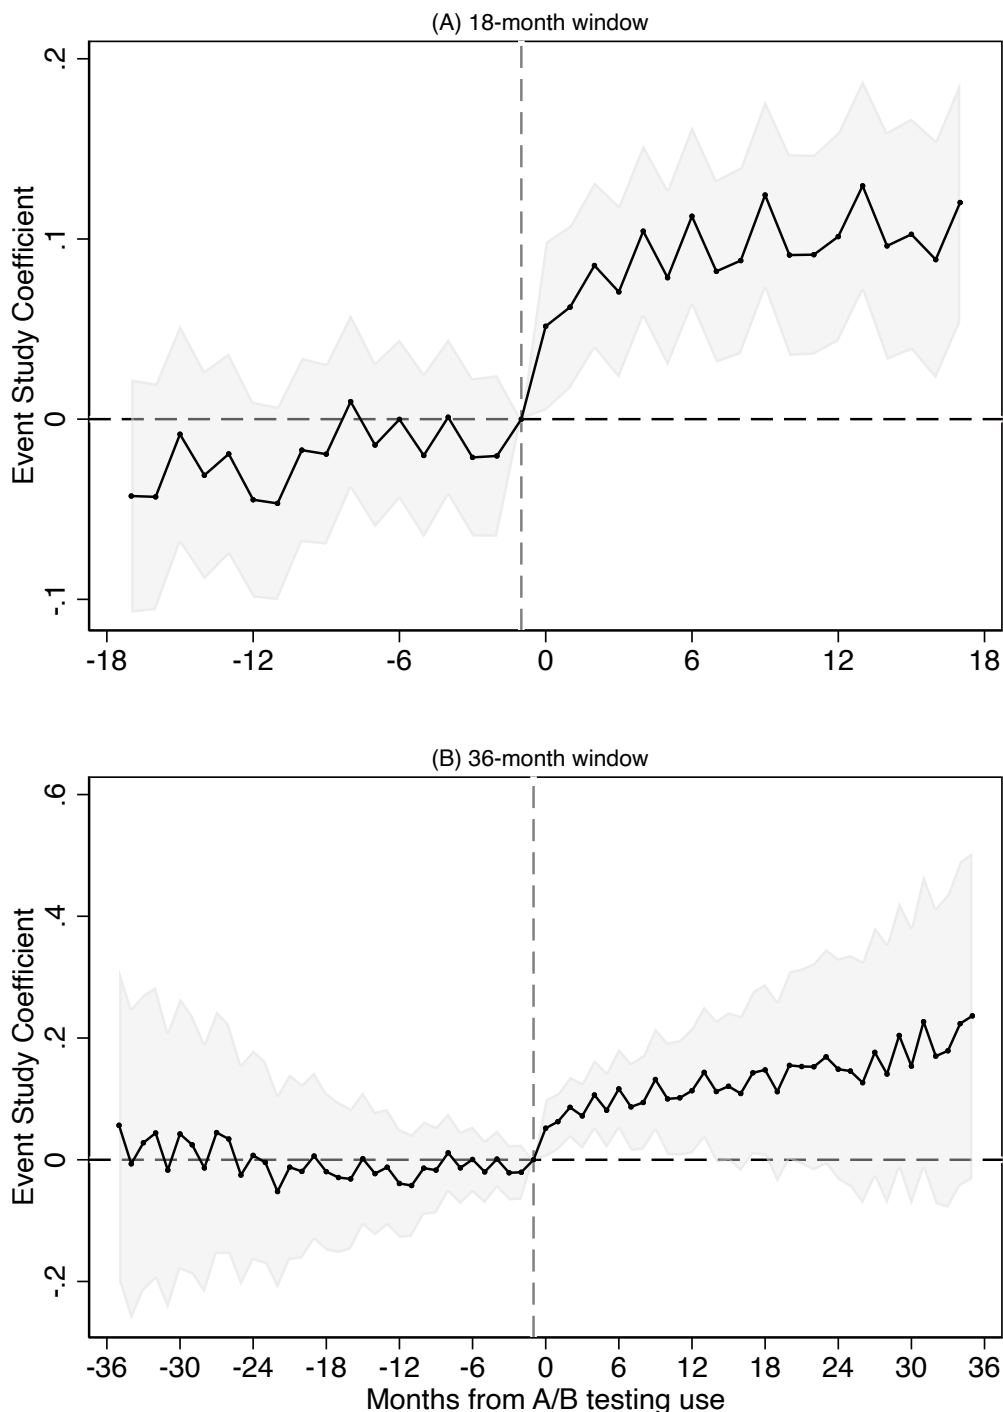 (A) 18-month window
Event Study Coefficient
.2
.1
0
-.1
-18 -12 -6 0 6 12 18
(B) 36-month window
Event Study Coefficient
.6
.4
.2
0
-.2
-36 -30 -24 -18 -12 -6 0 6 12 18 24 30 36
Months from A/B testing use